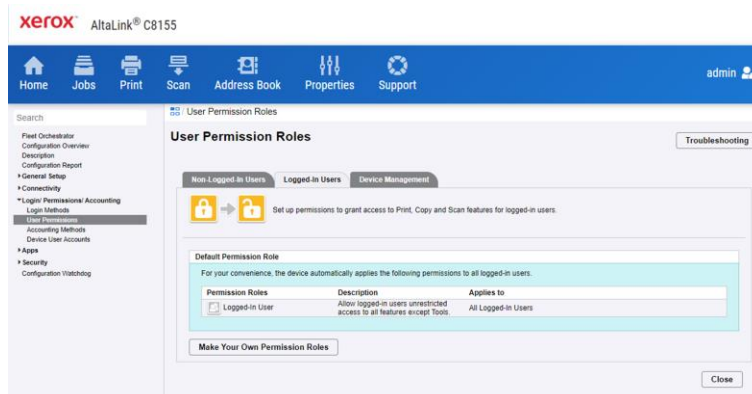 xerox™ AltaLink® C8155
Home Jobs Print Scan Address Book Properties Support admin
Search
Fleet Orchestrator
Configuration Overview
Description
Configuration Report
General Setup
Connectivity
Login/ Permissions/ Accounting
Login Methods
User Permissions
Accounting Methods
Device User Accounts
Apps
Security
Configuration Watchdog
/ User Permission Roles
User Permission Roles
Troubleshooting
Non-Logged-In Users Logged-In Users Device Management
Set up permissions to grant access to Print, Copy and Scan features for logged-in users.
Default Permission Role
For your convenience, the device automatically applies the following permissions to all logged-in users.
Permission Roles Description Applies to
Logged-In User Allow logged-in users unrestricted access to all features except Tools. All Logged-In Users
Make Your Own Permission Roles
Close